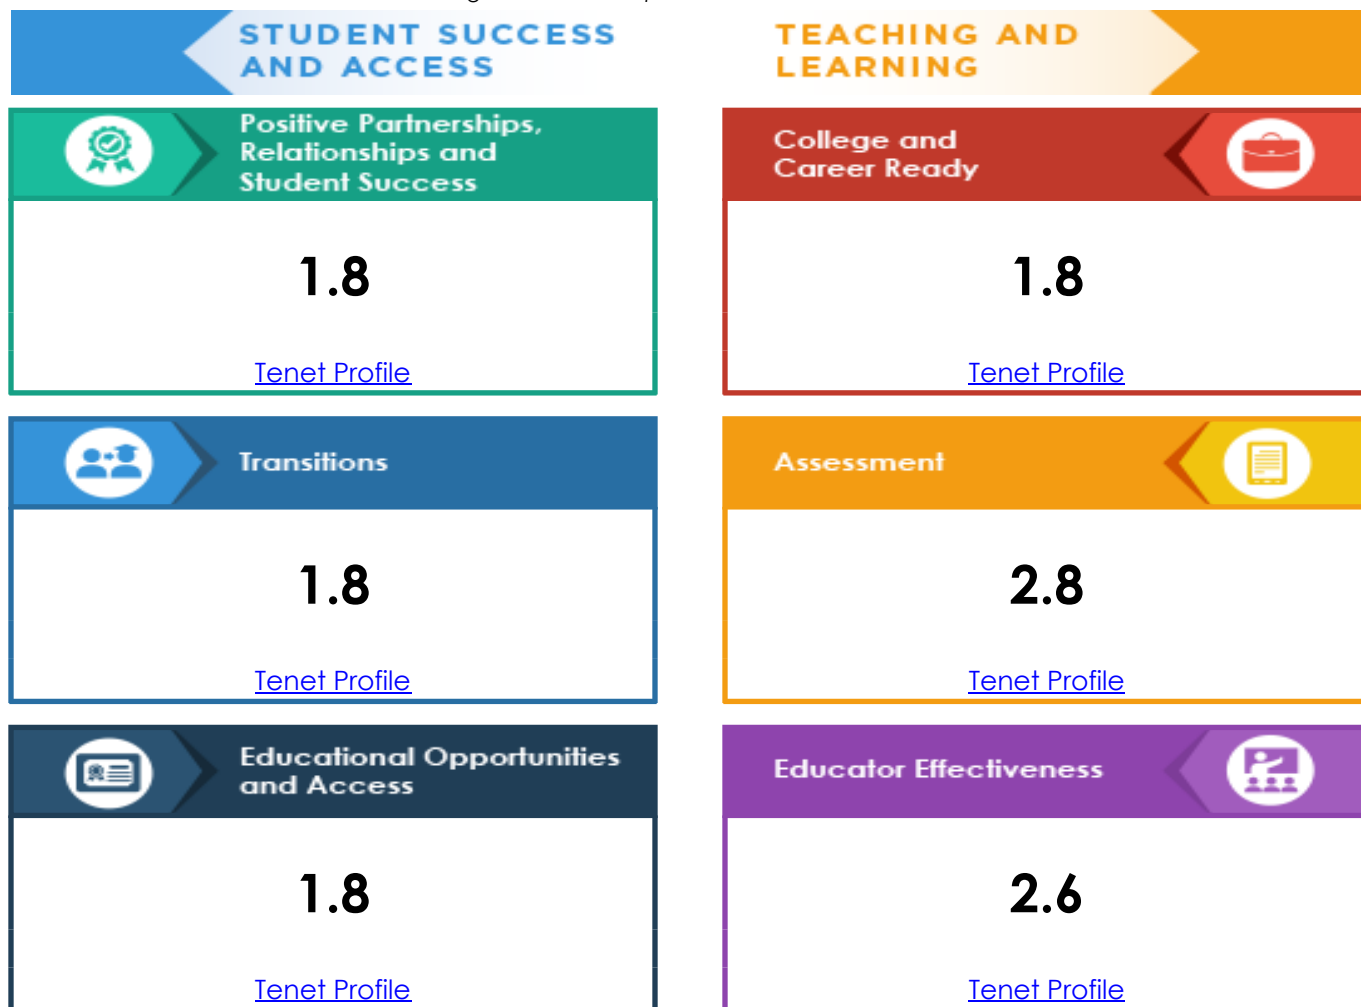 STUDENT SUCCESS
AND ACCESS
Positive Partnerships,
Relationships and
Student Success
1.8
Tenet Profile
Transitions
1.8
Tenet Profile
Educational Opportunities
and Access
1.8
Tenet Profile
TEACHING AND
LEARNING
College and
Career Ready
1.8
Tenet Profile
Assessment
2.8
Tenet Profile
Educator Effectiveness
2.6
Tenet Profile